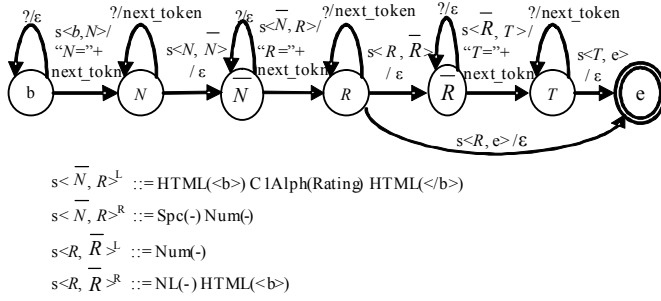 ?/ε ?/next_token ?/ε ?/next_token ?/ε ?/next_token
s<b,N>/ “N=”+ next_tokn
s<N, N̅> / ε
s<N̅, R>/ “R=”+ next_tokn
s<R, R̅> / ε
s<R̅, T>/ “T=”+ next_tokn
s<T, e> / ε
b N N̅ R R̅ T e
s<R, e> / ε
s<N̅, R>ᴸ ::= HTML(<b>) C1Alph(Rating) HTML(</b>)
s<N̅, R>ᴿ ::= Spc(-) Num(-)
s<R, R̅>ᴸ ::= Num(-)
s<R, R̅>ᴿ ::= NL(-) HTML(<b>)